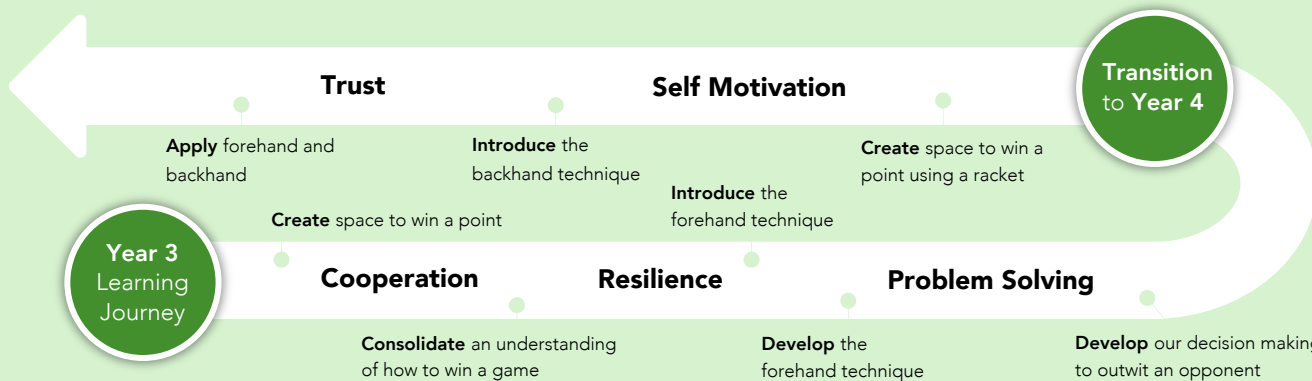 Trust
Self Motivation
Transition
to Year 4
Apply forehand and
backhand
Introduce the
backhand technique
Create space to win a
point using a racket
Introduce the
forehand technique
Create space to win a point
Year 3
Learning
Journey
Cooperation
Resilience
Problem Solving
Consolidate an understanding
of how to win a game
Develop the
forehand technique
Develop our decision making
to outwit an opponent